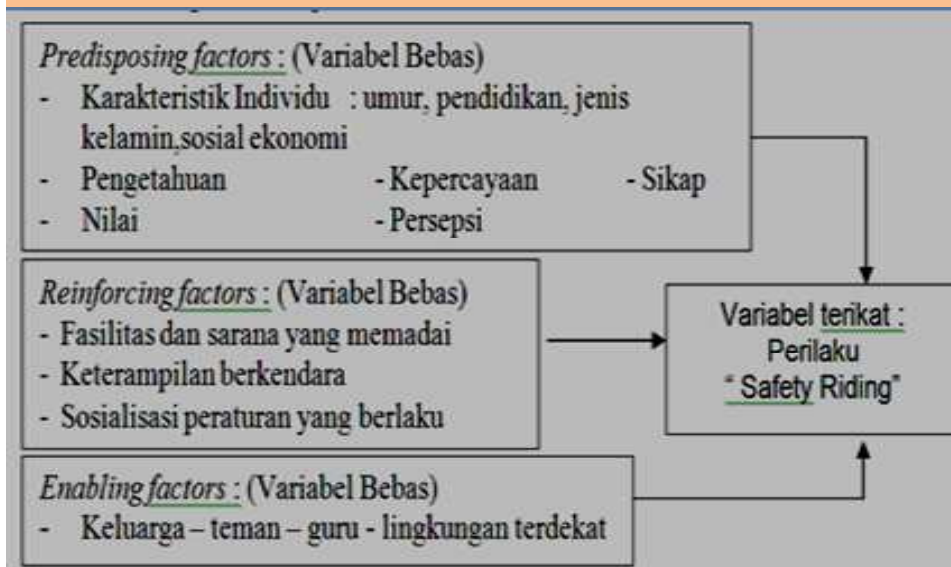 Predisposing factors : (Variabel Bebas)
- Karakteristik Individu : umur, pendidikan, jenis
kelamin,sosial ekonomi
- Pengetahuan - Kepercayaan - Sikap
- Nilai - Persepsi
Reinforcing factors : (Variabel Bebas)
- Fasilitas dan sarana yang memadai
- Keterampilan berkendara
- Sosialisasi peraturan yang berlaku
Variabel terikat :
Perilaku
“ Safety Riding”
Enabling factors : (Variabel Bebas)
- Keluarga – teman – guru - lingkungan terdekat